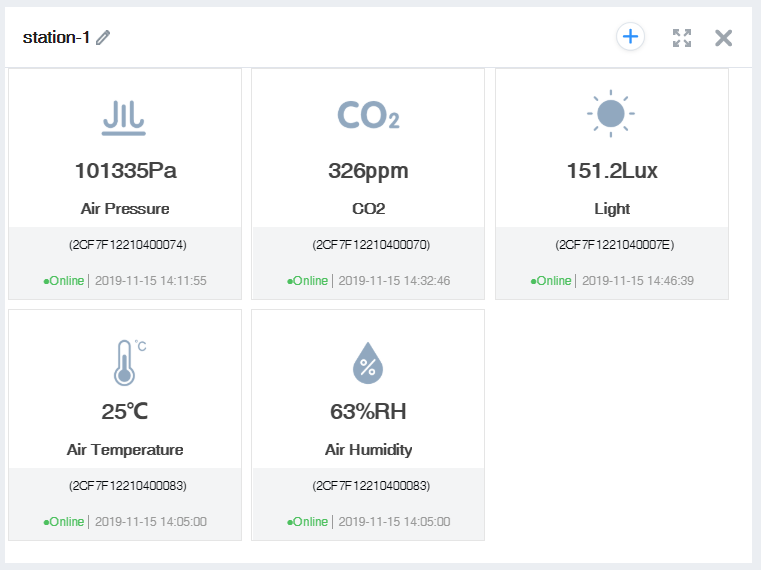 station-1
CO2
101335Pa
326ppm
151.2Lux
Air Pressure
CO2
Light
(2CF7F12210400074)
(2CF7F12210400070)
(2CF7F1221040007E)
●Online | 2019-11-15 14:11:55
●Online | 2019-11-15 14:32:46
●Online | 2019-11-15 14:46:39
°C
%
25℃
63%RH
Air Temperature
Air Humidity
(2CF7F12210400083)
(2CF7F12210400083)
●Online | 2019-11-15 14:05:00
●Online | 2019-11-15 14:05:00